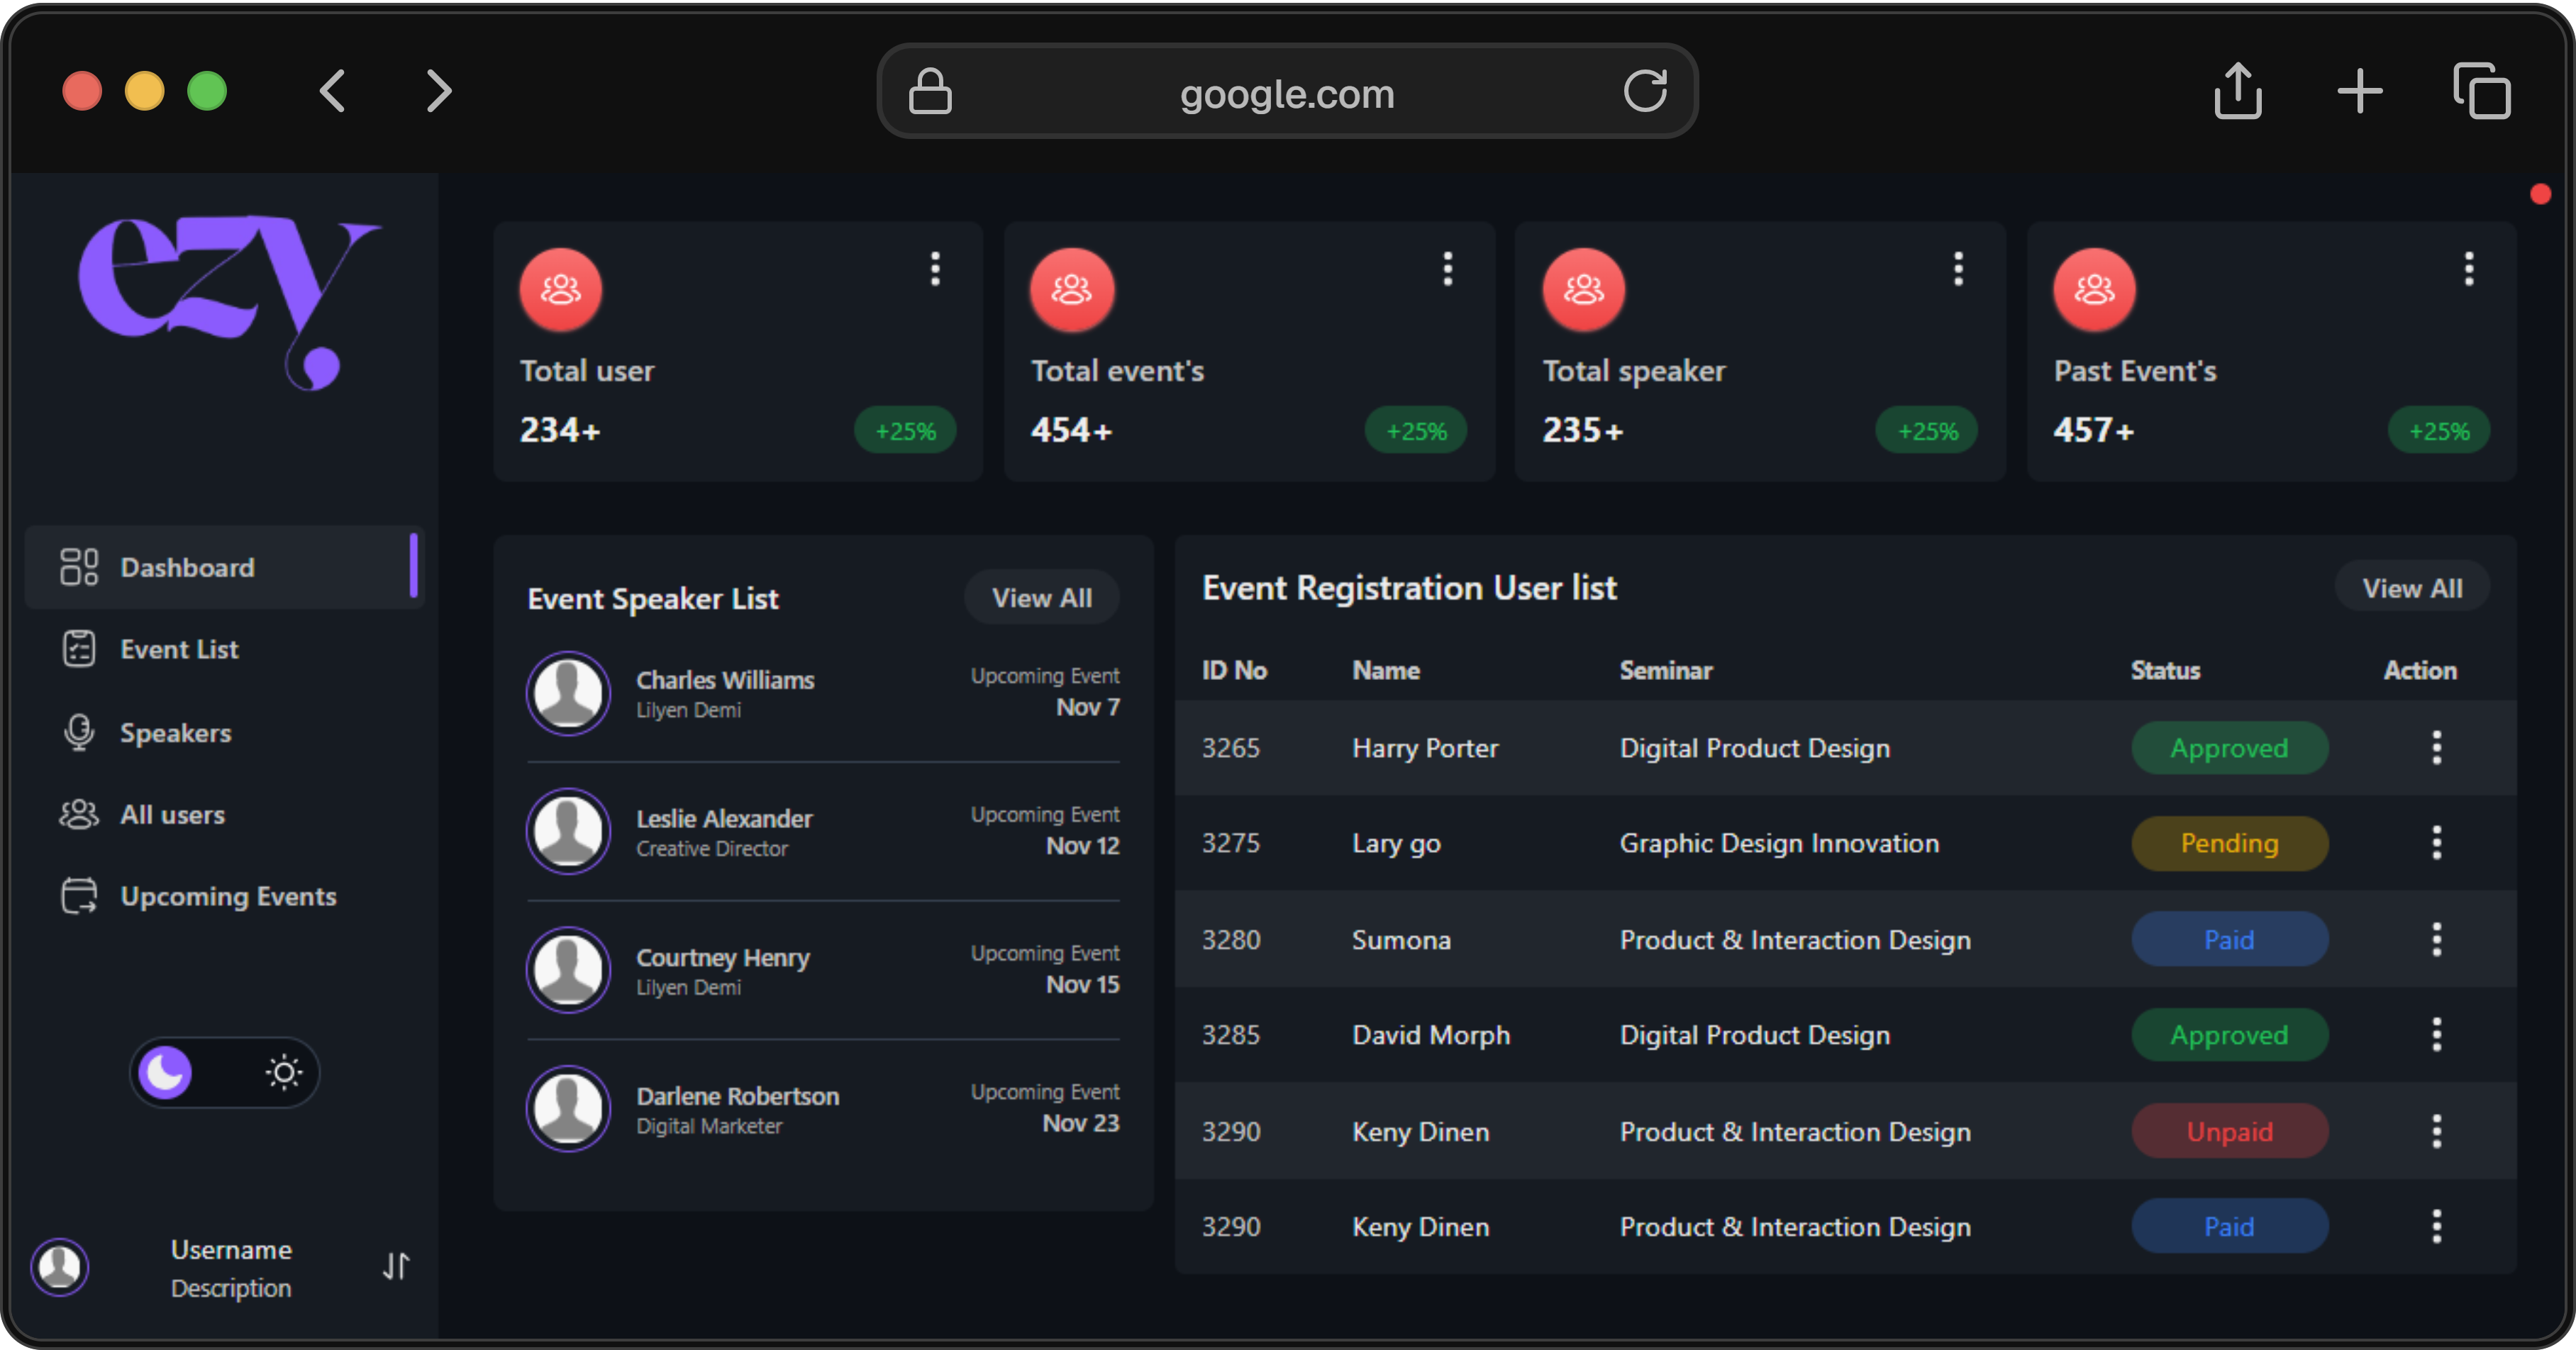 google.com
ezy
Dashboard
Event List
Speakers
All users
Upcoming Events
Username
Description
Total user
234+
+25%
Total event's
454+
+25%
Total speaker
235+
+25%
Past Event's
457+
+25%
Event Speaker List
View All
Charles Williams
Lilyen Demi
Upcoming Event
Nov 7
Leslie Alexander
Creative Director
Upcoming Event
Nov 12
Courtney Henry
Lilyen Demi
Upcoming Event
Nov 15
Darlene Robertson
Digital Marketer
Upcoming Event
Nov 23
Event Registration User list
View All
ID No Name Seminar Status Action
3265 Harry Porter Digital Product Design Approved
3275 Lary go Graphic Design Innovation Pending
3280 Sumona Product & Interaction Design Paid
3285 David Morph Digital Product Design Approved
3290 Keny Dinen Product & Interaction Design Unpaid
3290 Keny Dinen Product & Interaction Design Paid